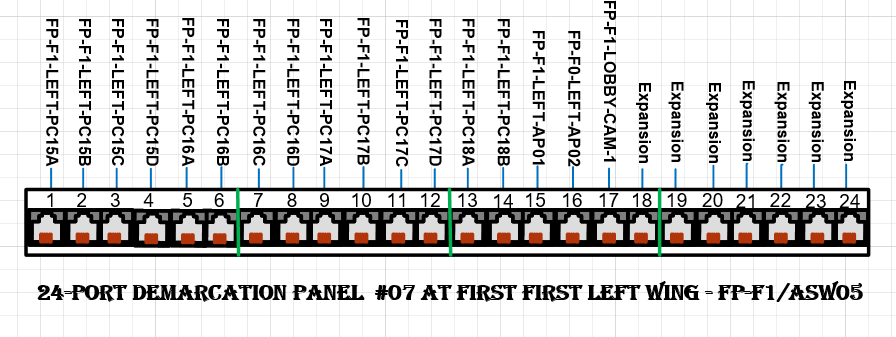 FP-F1-LEFT-PC15A
FP-F1-LEFT-PC15B
FP-F1-LEFT-PC15C
FP-F1-LEFT-PC15D
FP-F1-LEFT-PC16A
FP-F1-LEFT-PC16B
FP-F1-LEFT-PC16C
FP-F1-LEFT-PC16D
FP-F1-LEFT-PC17A
FP-F1-LEFT-PC17B
FP-F1-LEFT-PC17C
FP-F1-LEFT-PC17D
FP-F1-LEFT-PC18A
FP-F1-LEFT-PC18B
FP-F1-LEFT-AP01
FP-F0-LEFT-AP02
FP-F1-LOBBY-CAM-1
Expansion
Expansion
Expansion
Expansion
Expansion
Expansion
Expansion
1 2 3 4 5 6 7 8 9 10 11 12 13 14 15 16 17 18 19 20 21 22 23 24
24-PORT DEMARCATION PANEL #07 AT FIRST FIRST LEFT WING - FP-F1/ASW05